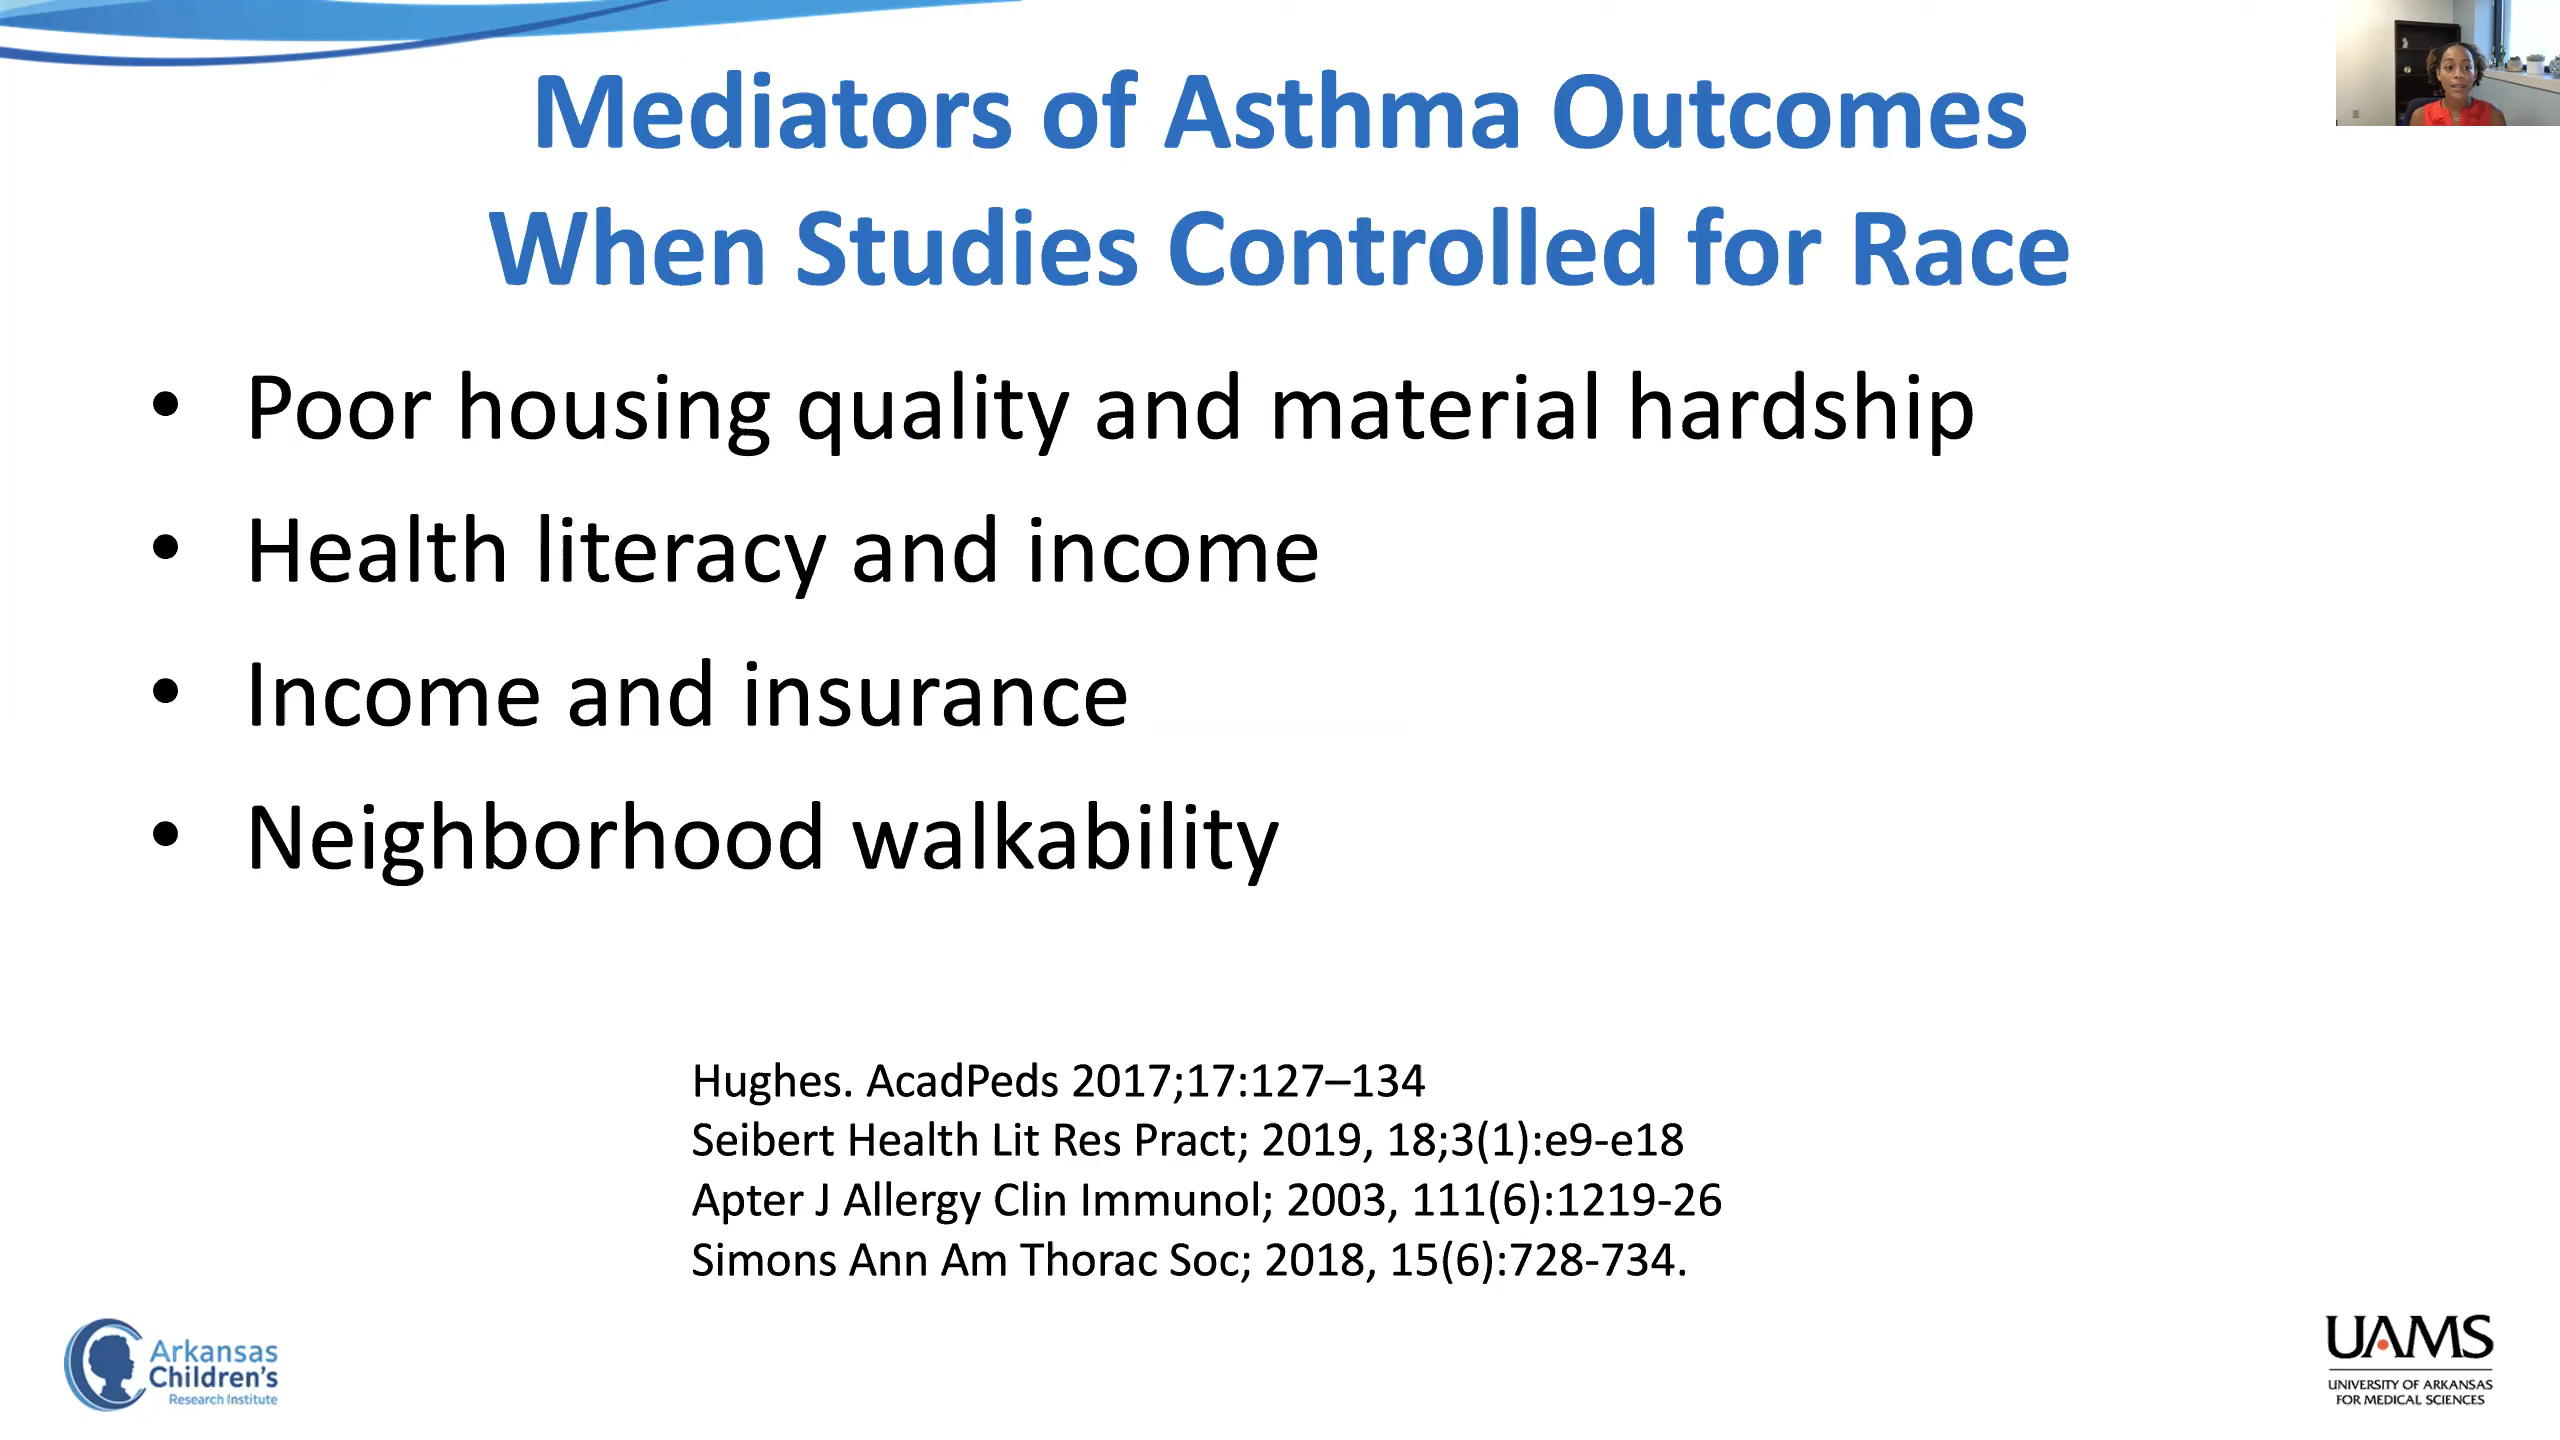 Mediators of Asthma Outcomes
When Studies Controlled for Race
• Poor housing quality and material hardship
• Health literacy and income
• Income and insurance
• Neighborhood walkability
Hughes. AcadPeds 2017;17:127–134
Seibert Health Lit Res Pract; 2019, 18;3(1):e9-e18
Apter J Allergy Clin Immunol; 2003, 111(6):1219-26
Simons Ann Am Thorac Soc; 2018, 15(6):728-734.
Arkansas
Children's
Research Institute
UAMS
UNIVERSITY OF ARKANSAS
FOR MEDICAL SCIENCES